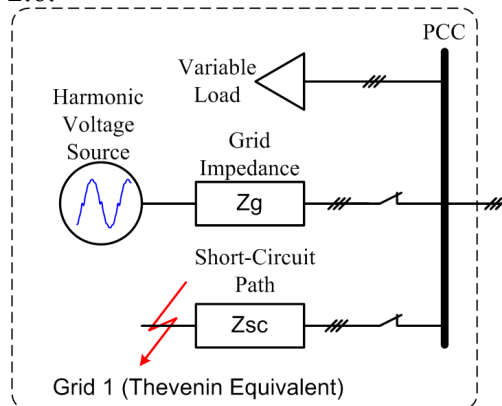 PCC
Variable
Load
Harmonic
Voltage
Source
Grid
Impedance
Zg
Short-Circuit
Path
Zsc
Grid 1 (Thevenin Equivalent)